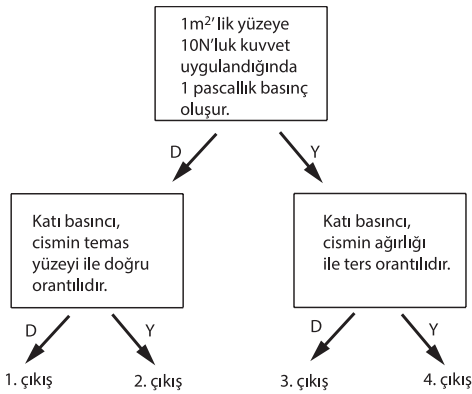 1m²'lik yüzeye
10N'luk kuvvet
uygulandığında
1 pascallık basınç
oluşur.
D
Y
Katı basıncı,
cismin temas
yüzeyi ile doğru
orantılıdır.
Katı basıncı,
cismin ağırlığı
ile ters orantılıdır.
D
Y
D
Y
1. çıkış
2. çıkış
3. çıkış
4. çıkış